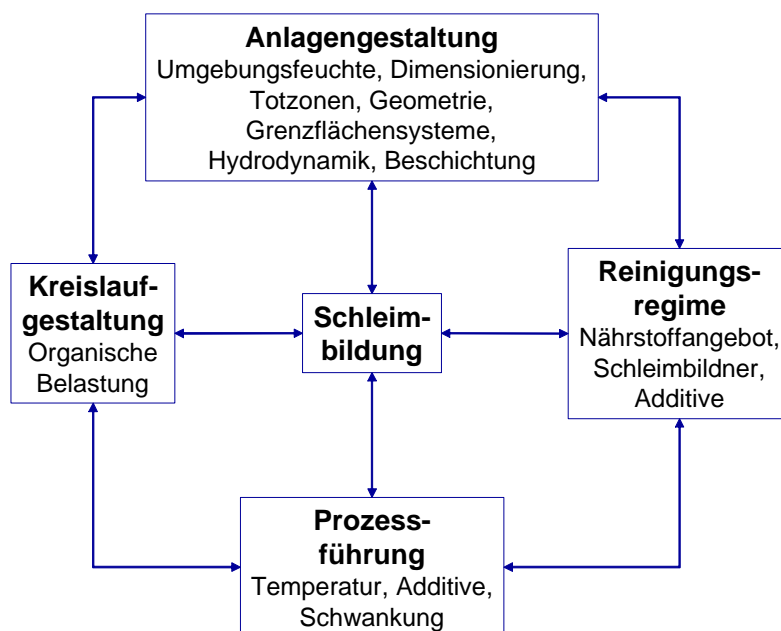 Anlagengestaltung
Umgebungsfeuchte, Dimensionierung,
Totzonen, Geometrie,
Grenzflächensysteme,
Hydrodynamik, Beschichtung
Kreislauf-
gestaltung
Organische
Belastung
Schleim-
bildung
Reinigungs-
regime
Nährstoffangebot,
Schleimbildner,
Additive
Prozess-
führung
Temperatur, Additive,
Schwankung